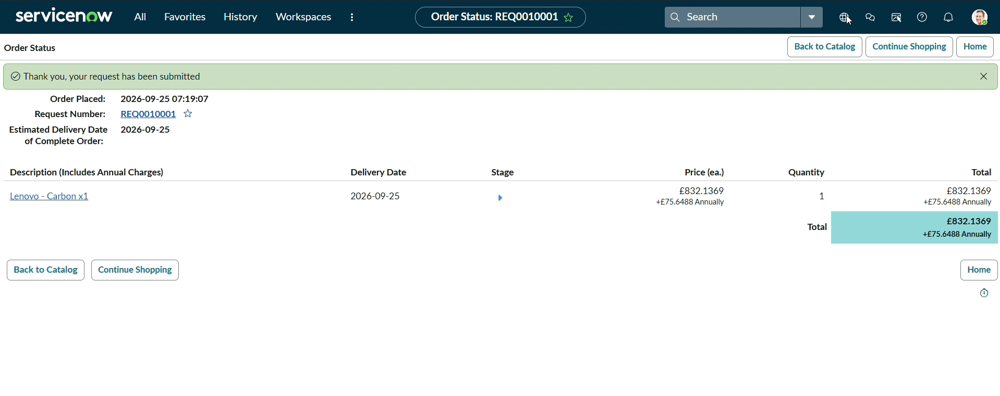 servicenow All Favorites History Workspaces Order Status: REQ0010001 Search
Order Status Back to Catalog Continue Shopping Home
Thank you, your request has been submitted
Order Placed: 2026-09-25 07:19:07
Request Number: REQ0010001
Estimated Delivery Date 2026-09-25
of Complete Order:
Description (Includes Annual Charges) Delivery Date Stage Price (ea.) Quantity Total
Lenovo - Carbon x1 2026-09-25 £832.1369 1 £832.1369
+£75.6488 Annually +£75.6488 Annually
Total £832.1369
+£75.6488 Annually
Back to Catalog Continue Shopping Home